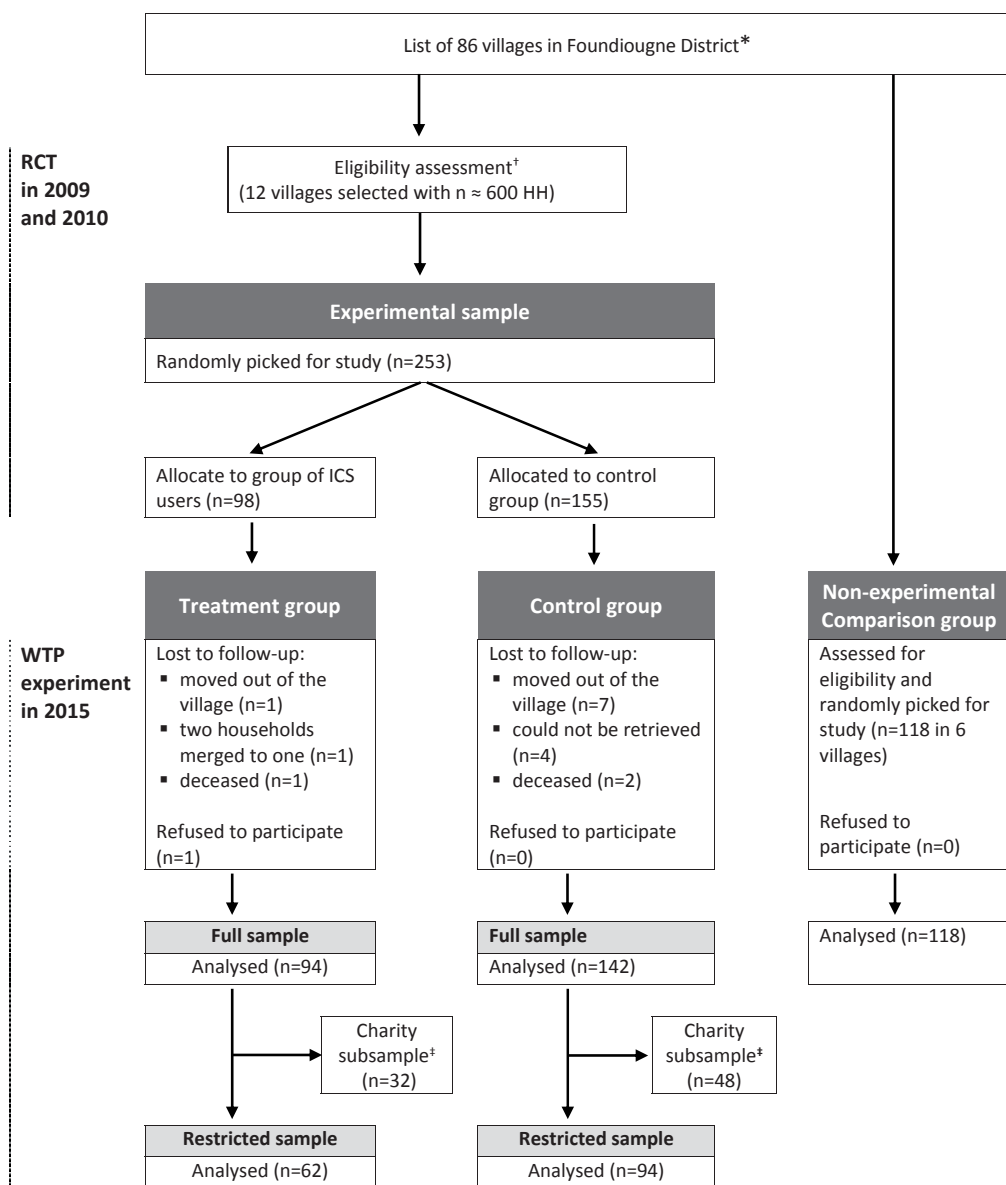 List of 86 villages in Foundiougne District*
RCT
in 2009
and 2010
Eligibility assessment†
(12 villages selected with n ≈ 600 HH)
Experimental sample
Randomly picked for study (n=253)
Allocate to group of ICS
users (n=98)
Allocated to control
group (n=155)
WTP
experiment
in 2015
Treatment group
Lost to follow-up:
▪ moved out of the
village (n=1)
▪ two households
merged to one (n=1)
▪ deceased (n=1)
Refused to participate
(n=1)
Control group
Lost to follow-up:
▪ moved out of the
village (n=7)
▪ could not be retrieved
(n=4)
▪ deceased (n=2)
Refused to participate
(n=0)
Non-experimental
Comparison group
Assessed for
eligibility and
randomly picked for
study (n=118 in 6
villages)
Refused to
participate (n=0)
Full sample
Analysed (n=94)
Full sample
Analysed (n=142)
Analysed (n=118)
Charity
subsample‡
(n=32)
Charity
subsample‡
(n=48)
Restricted sample
Analysed (n=62)
Restricted sample
Analysed (n=94)